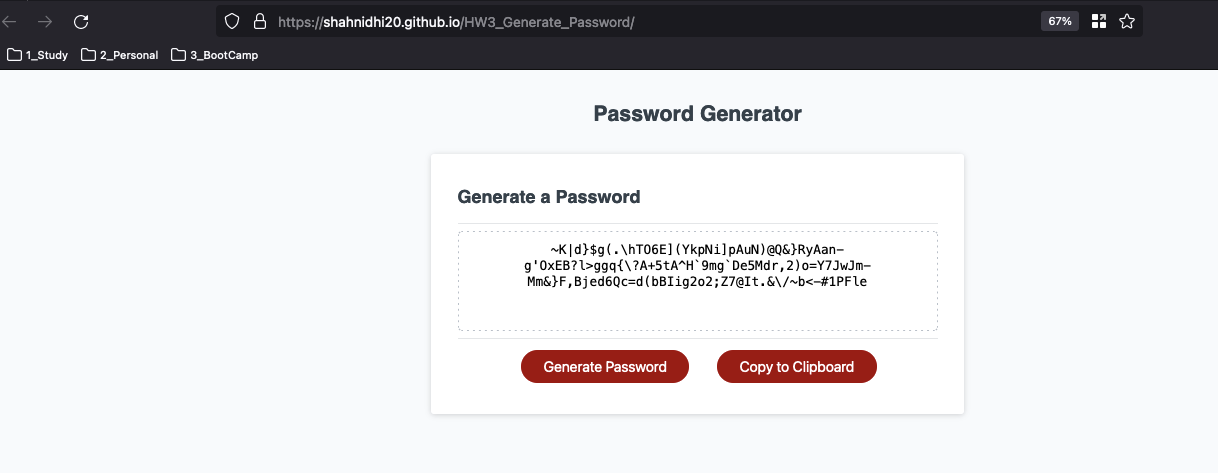 https://shahnidhi20.github.io/HW3_Generate_Password/
67%
1_Study
2_Personal
3_BootCamp
Password Generator
Generate a Password
~K|d}$g(.\hTO6E](YkpNi]pAuN)@Q&}RyAan-
g'OxEB?l>ggq{\?A+5tA^H`9mg`De5Mdr,2)o=Y7JwJm-
Mm&}F,Bjed6Qc=d(bBIig2o2;Z7@It.&\/~b<-#1PFle
Generate Password
Copy to Clipboard